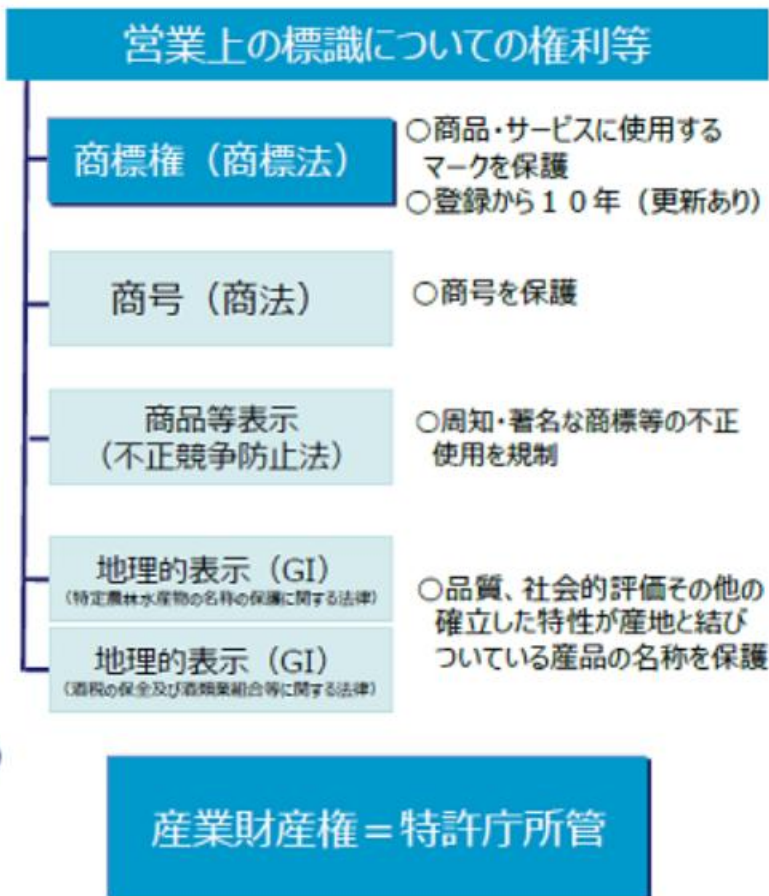 営業上の標識についての権利等
商標権（商標法）
○商品・サービスに使用する
マークを保護
○登録から１０年（更新あり）
商号（商法）
○商号を保護
商品等表示
（不正競争防止法）
○周知・著名な商標等の不正
使用を規制
地理的表示（GI）
（特定農林水産物の名称の保護に関する法律）
地理的表示（GI）
（酒税の保全及び酒類業組合等に関する法律）
○品質、社会的評価その他の
確立した特性が産地と結び
ついている産品の名称を保護
産業財産権＝特許庁所管